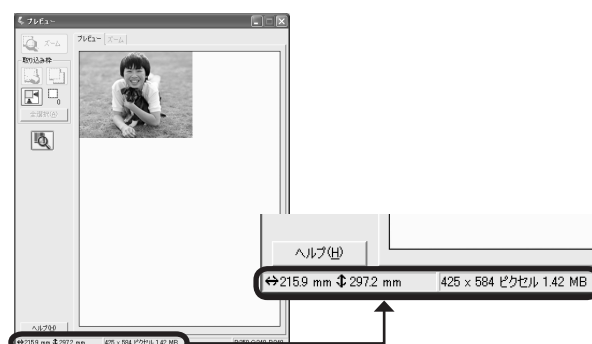 プレビュー
プレビュー ズーム
ズーム
取り込み枠
0
全選択(A)
ヘルプ(H)
215.9 mm 297.2 mm 425 x 584 ピクセル 1.42 MB
ヘルプ(H)
215.9 mm 297.2 mm 425 x 584 ピクセル 1.42 MB